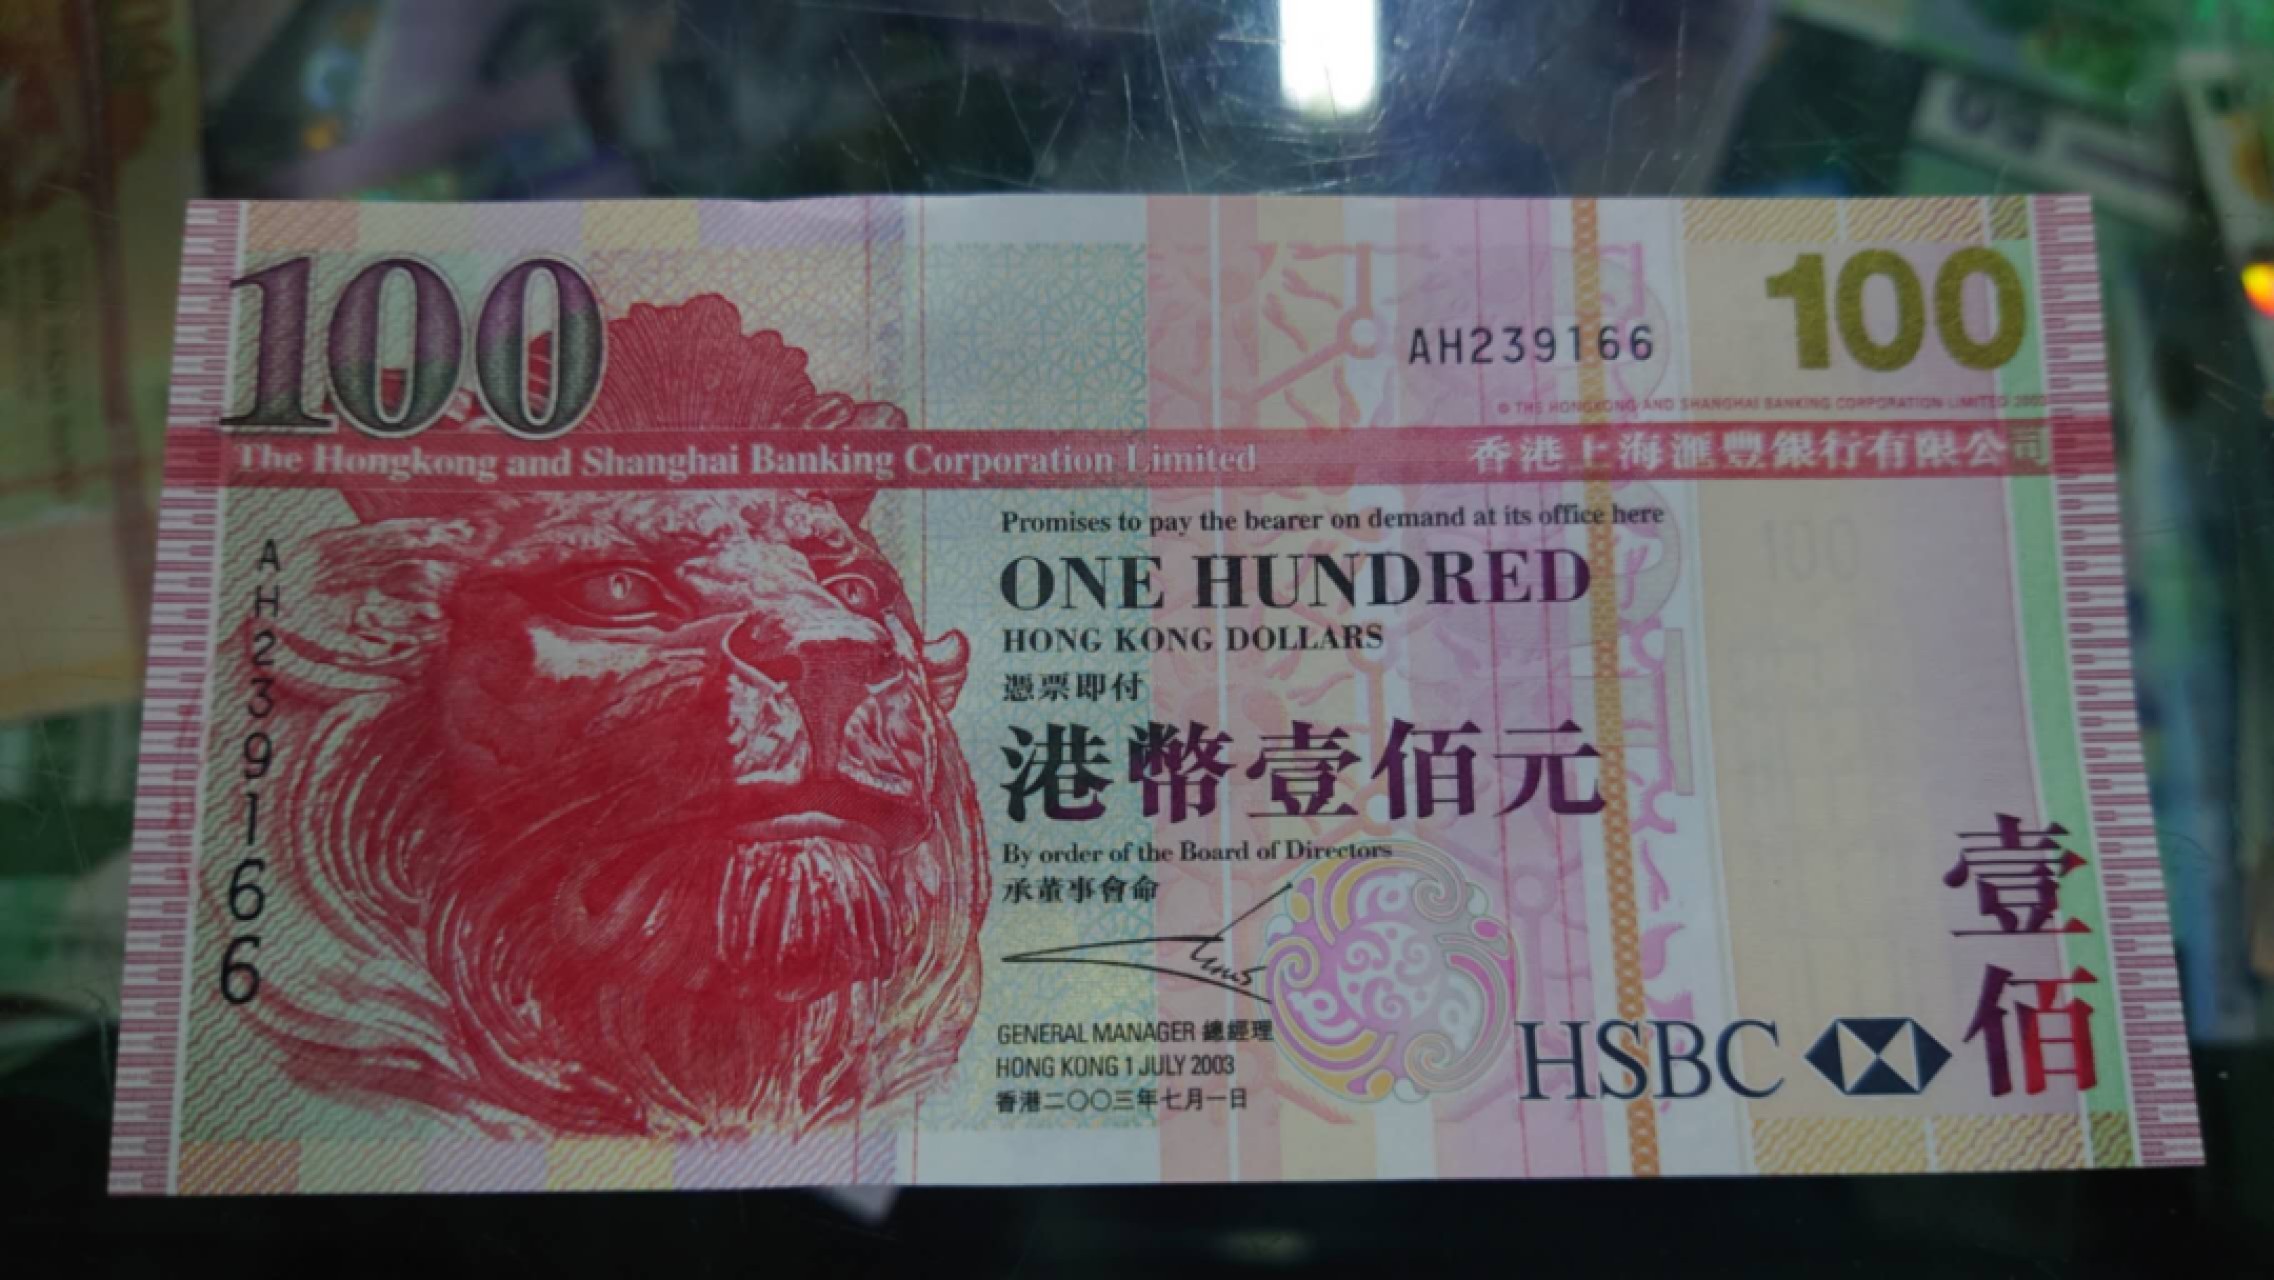 100
100
AH239166
© THE HONGKONG AND SHANGHAI BANKING CORPORATION LIMITED 2003
The Hongkong and Shanghai Banking Corporation Limited
香港上海滙豐銀行有限公司
Promises to pay the bearer on demand at its office here
ONE HUNDRED
HONG KONG DOLLARS
憑票即付
港幣壹佰元
By order of the Board of Directors
承董事會命
GENERAL MANAGER 總經理
HONG KONG 1 JULY 2003
香港二〇〇三年七月一日
AH239166
HSBC
壹佰